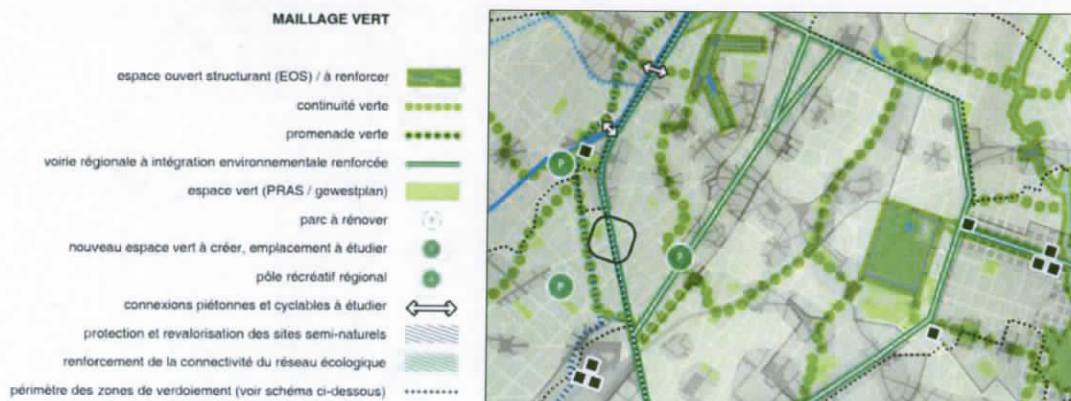 MAILLAGE VERT
espace ouvert structurant (EOS) / à renforcer
continuité verte
promenade verte
voirie régionale à intégration environnementale renforcée
espace vert (PRAS / gewestplan)
parc à rénover
nouveau espace vert à créer, emplacement à étudier
pôle récréatif régional
connexions piétonnes et cyclables à étudier
protection et revalorisation des sites semi-naturels
renforcement de la connectivité du réseau écologique
périmètre des zones de verdoiement (voir schéma ci-dessous)